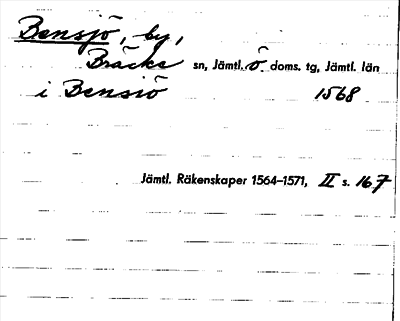 Bensjö, by,
Bräcke sn, Jämtl. ö. doms. tg, Jämtl. län
i Bensiö 1568
Jämtl. Räkenskaper 1564–1571, II s. 167